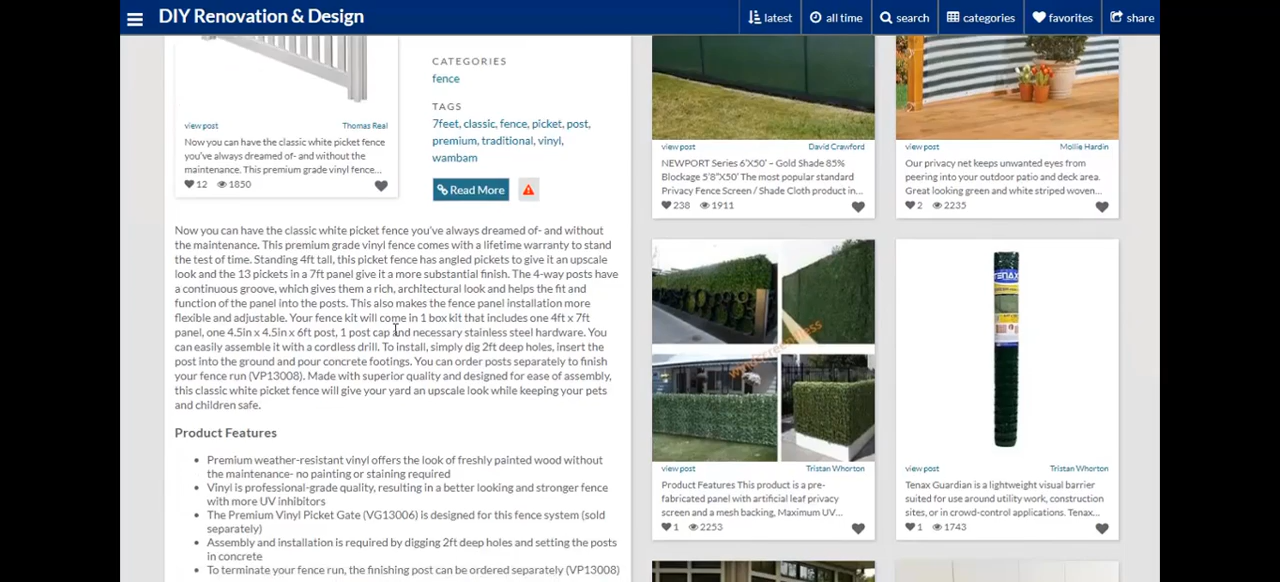 DIY Renovation & Design
latest
all time
search
categories
favorites
share
view post
Thomas Real
Now you can have the classic white picket fence
you've always dreamed of- and without the
maintenance. This premium grade vinyl fence...
12
1850
CATEGORIES
fence
TAGS
7feet, classic, fence, picket, post,
premium, traditional, vinyl,
wambam
Read More
Now you can have the classic white picket fence you've always dreamed of- and without
the maintenance. This premium grade vinyl fence comes with a lifetime warranty to stand
the test of time. Standing 4ft tall, this picket fence has angled pickets to give it an upscale
look and the 13 pickets in a 7ft panel give it a more substantial finish. The 4-way posts have
a continuous groove, which gives them a rich, architectural look and helps the fit and
function of the panel into the posts. This also makes the fence panel installation more
flexible and adjustable. Your fence kit will come in 1 box kit that includes one 4ft x 7ft
panel, one 4.5in x 4.5in x 6ft post, 1 post cap and necessary stainless steel hardware. You
can easily assemble it with a cordless drill. To install, simply dig 2ft deep holes, insert the
post into the ground and pour concrete footings. You can order posts separately to finish
your fence run (VP13008). Made with superior quality and designed for ease of assembly,
this classic white picket fence will give your yard an upscale look while keeping your pets
and children safe.
Product Features
• Premium weather-resistant vinyl offers the look of freshly painted wood without
the maintenance- no painting or staining required
• Vinyl is professional-grade quality, resulting in a better looking and stronger fence
with more UV inhibitors
• The Premium Vinyl Picket Gate (VG13006) is designed for this fence system (sold
separately)
• Assembly and installation is required by digging 2ft deep holes and setting the posts
in concrete
• To terminate your fence run, the finishing post can be ordered separately (VP13008)
view post
David Crawford
NEWPORT Series 6'X50' – Gold Shade 85%
Blockage 5'8"X50' The most popular standard
Privacy Fence Screen / Shade Cloth product in...
238
1911
view post
Mollie Hardin
Our privacy net keeps unwanted eyes from
peering into your outdoor patio and deck area.
Great looking green and white striped woven...
2
2235
view post
Tristan Whorton
Product Features This product is a pre-
fabricated panel with artificial leaf privacy
screen and a mesh backing, Maximum UV...
1
2253
TENAX
view post
Tristan Whorton
Tenax Guardian is a lightweight visual barrier
suited for use around utility work, construction
sites, or in crowd-control applications. Tenax...
1
1743